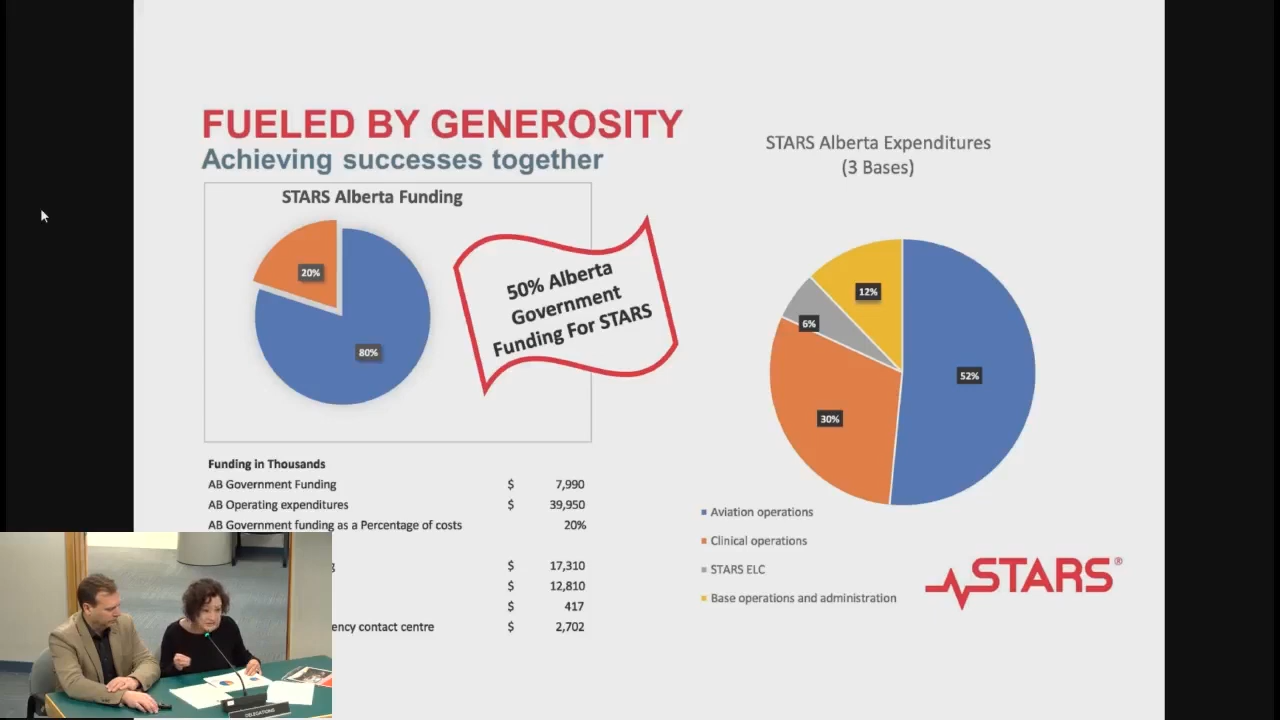 FUELED BY GENEROSITY
Achieving successes together
STARS Alberta Funding
20%
80%
50% Alberta
Government
Funding For STARS
Funding in Thousands
AB Government Funding $ 7,990
AB Operating expenditures $ 39,950
AB Government funding as a Percentage of costs 20%
$ 17,310
$ 12,810
$ 417
ency contact centre $ 2,702
STARS Alberta Expenditures
(3 Bases)
12%
6%
52%
30%
Aviation operations
Clinical operations
STARS ELC
Base operations and administration
STARS®
DELEGATIONS